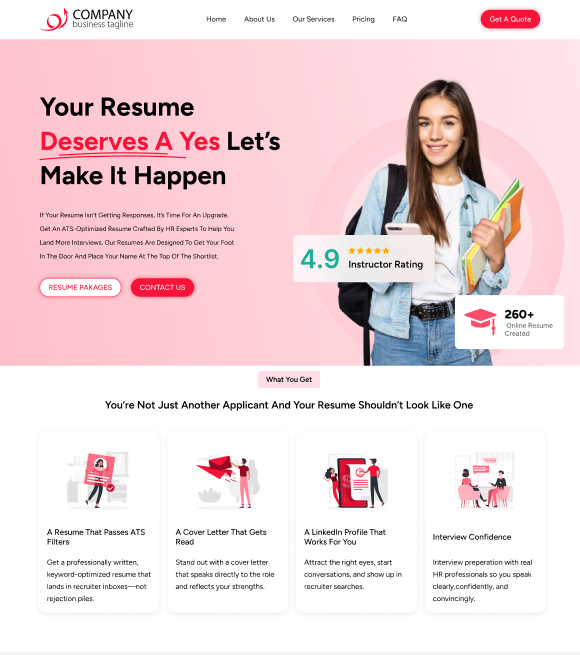 COMPANY
business tagline
Home
About Us
Our Services
Pricing
FAQ
Get A Quote
Your Resume
Deserves A Yes Let's
Make It Happen
If Your Resume Isn't Getting Responses, It's Time For An Upgrade.
Get An ATS-Optimized Resume Crafted By HR Experts To Help You
Land More Interviews. Our Resumes Are Designed To Get Your Foot
In The Door And Place Your Name At The Top Of The Shortlist.
RESUME PAKAGES
CONTACT US
4.9
Instructor Rating
260+
Online Resume
Created
What You Get
You're Not Just Another Applicant And Your Resume Shouldn't Look Like One
A Resume That Passes ATS
Filters
Get a professionally written,
keyword-optimized resume that
lands in recruiter inboxes—not
rejection piles.
A Cover Letter That Gets
Read
Stand out with a cover letter
that speaks directly to the role
and reflects your strengths.
A LinkedIn Profile That
Works For You
Attract the right eyes, start
conversations, and show up in
recruiter searches.
Interview Confidence
Interview preparation with real
HR professionals so you speak
clearly,confidently, and
convincingly.